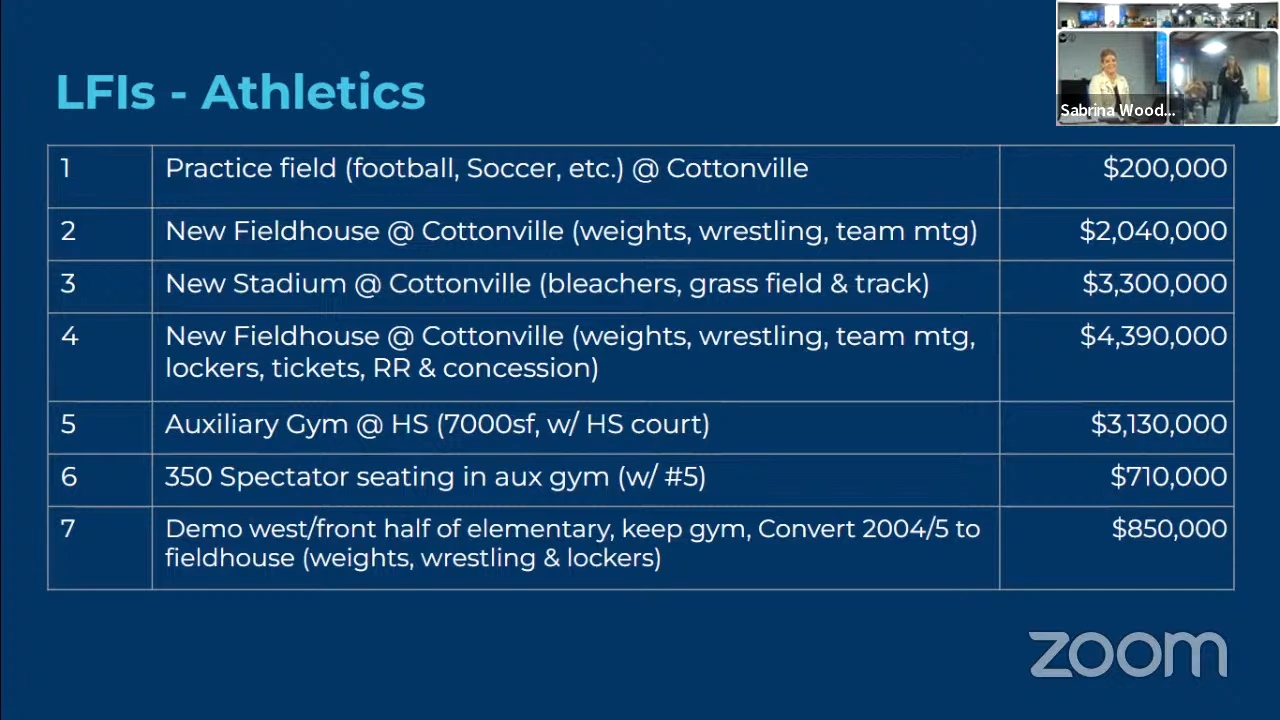 LFIs - Athletics
Sabrina Wood...
1 Practice field (football, Soccer, etc.) @ Cottonville $200,000
2 New Fieldhouse @ Cottonville (weights, wrestling, team mtg) $2,040,000
3 New Stadium @ Cottonville (bleachers, grass field & track) $3,300,000
4 New Fieldhouse @ Cottonville (weights, wrestling, team mtg, $4,390,000
lockers, tickets, RR & concession)
5 Auxiliary Gym @ HS (7000sf, w/ HS court) $3,130,000
6 350 Spectator seating in aux gym (w/ #5) $710,000
7 Demo west/front half of elementary, keep gym, Convert 2004/5 to $850,000
fieldhouse (weights, wrestling & lockers)
zoom